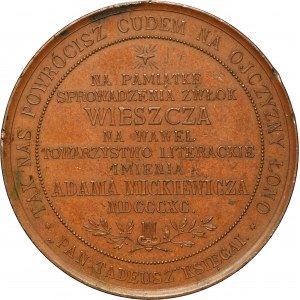 TAK NAS POWRÓCISZ CUDEM NA OJCZYZNY ŁONO
„PAN TADEUSZ” KSIĘGA I.
NA PAMIĄTKĘ
SPROWADZENIA ZWŁOK
WIESZCZA
NA WAWEL
TOWARZYSTWO LITERACKIE
IMIENIA
ADAMA MICKIEWICZA
MDCCCXC.